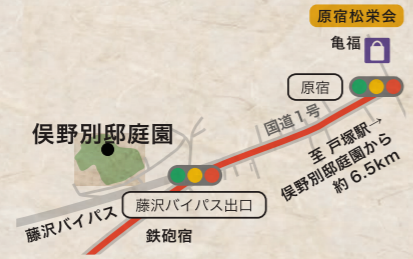 原宿松栄会
亀福
原宿
国道1号
俣野別邸庭園
至 戸塚駅→
俣野別邸庭園から
約 6.5km
藤沢バイパス出口
藤沢バイパス
鉄砲宿